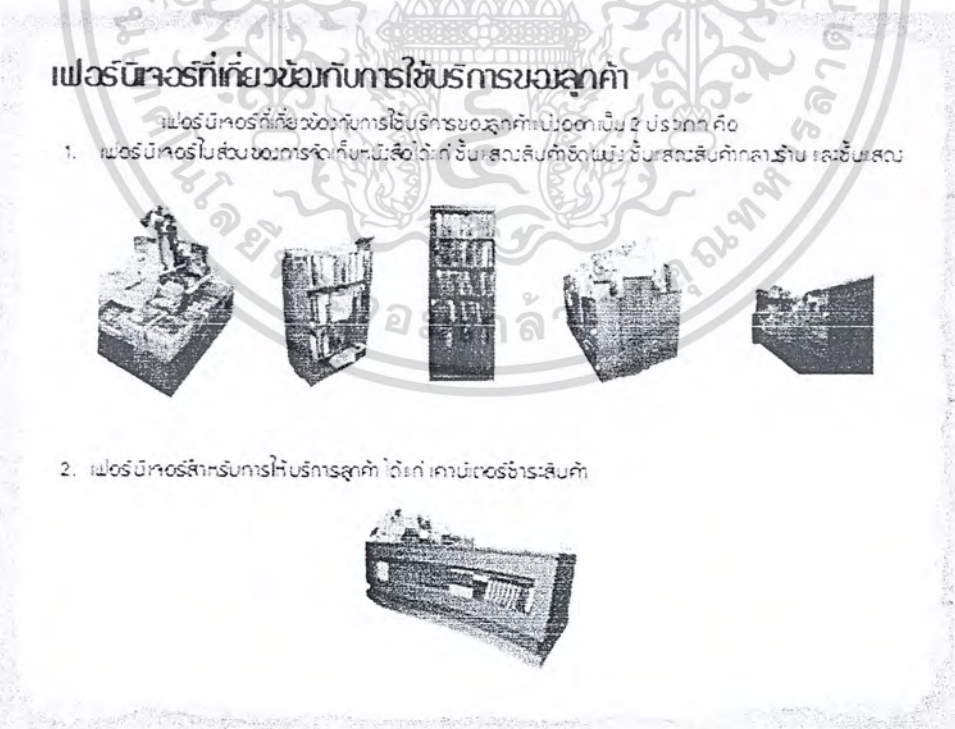 เฟอร์นิเจอร์ที่เกี่ยวข้องกับการใช้บริการของลูกค้า
เฟอร์นิเจอร์ที่เกี่ยวข้องกับการใช้บริการของลูกค้าแบ่งออกเป็น 2 ประเภท คือ
1. เฟอร์นิเจอร์ในส่วนของการจัดเก็บหนังสือ ได้แก่ ชั้นแสดงสินค้าชิดผนัง ชั้นแสดงสินค้ากลางร้าน และชั้นแสดง
2. เฟอร์นิเจอร์สำหรับการให้บริการลูกค้า ได้แก่ เคาน์เตอร์ชำระสินค้า